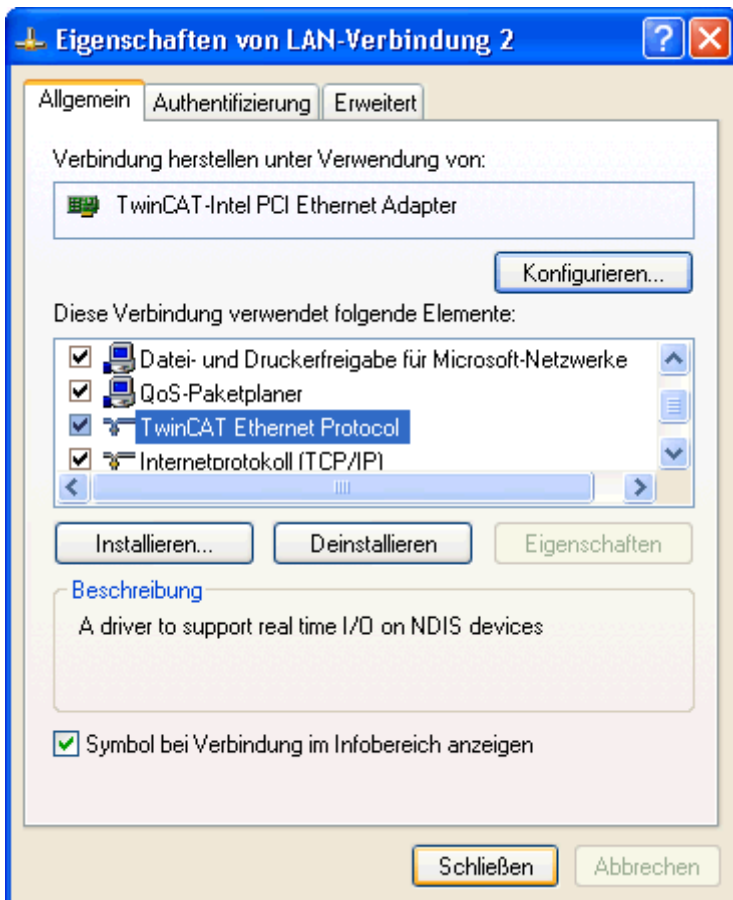 Eigenschaften von LAN-Verbindung 2
Allgemein Authentifizierung Erweitert
Verbindung herstellen unter Verwendung von:
TwinCAT-Intel PCI Ethernet Adapter
Konfigurieren...
Diese Verbindung verwendet folgende Elemente:
Datei- und Druckerfreigabe für Microsoft-Netzwerke
QoS-Paketplaner
TwinCAT Ethernet Protocol
Internetprotokoll (TCP/IP)
Installieren... Deinstallieren Eigenschaften
Beschreibung
A driver to support real time I/O on NDIS devices
Symbol bei Verbindung im Infobereich anzeigen
Schließen Abbrechen